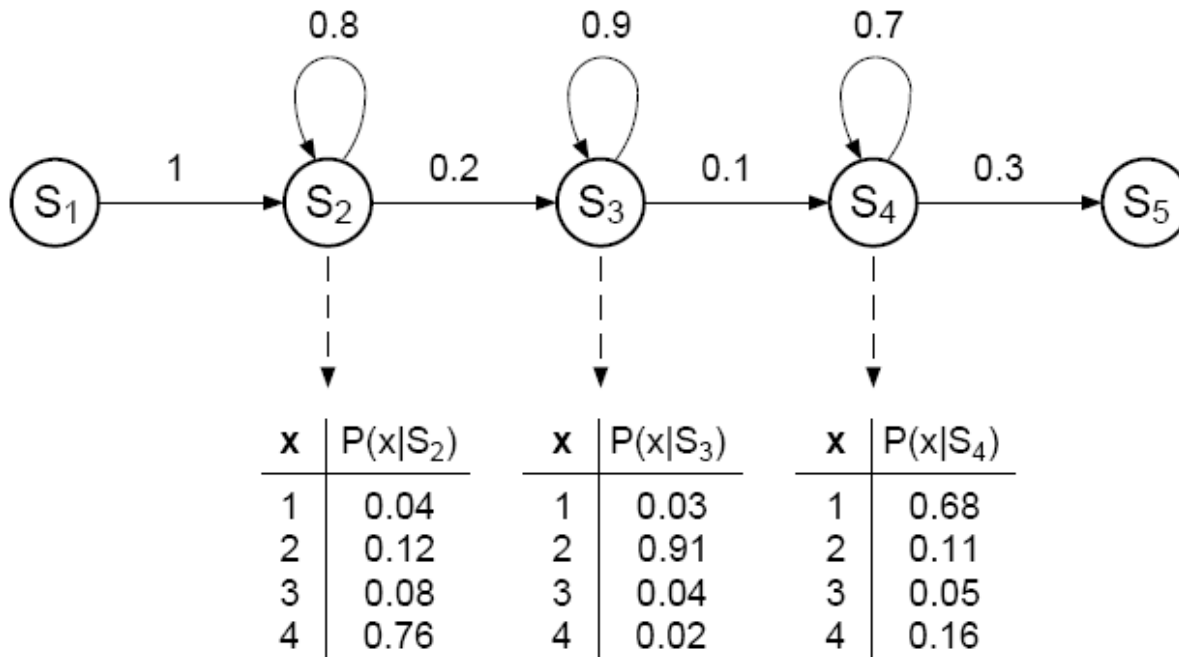 0.8 0.9 0.7
S1 1 S2 0.2 S3 0.1 S4 0.3 S5
x P(x|S2) x P(x|S3) x P(x|S4)
1 0.04 1 0.03 1 0.68
2 0.12 2 0.91 2 0.11
3 0.08 3 0.04 3 0.05
4 0.76 4 0.02 4 0.16